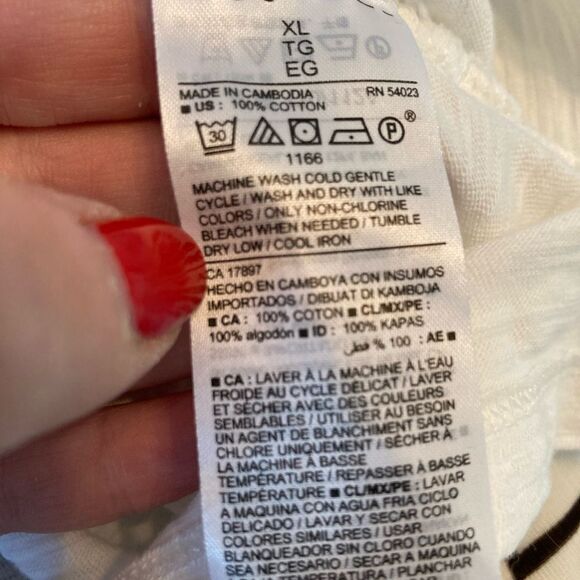 XL
TG
EG
MADE IN CAMBODIA RN 54023
■ US : 100% COTTON
30 P ®
1166
MACHINE WASH COLD GENTLE
CYCLE / WASH AND DRY WITH LIKE
COLORS / ONLY NON-CHLORINE
BLEACH WHEN NEEDED / TUMBLE
DRY LOW / COOL IRON
CA 17897
HECHO EN CAMBOYA CON INSUMOS
IMPORTADOS / DIBUAT DI KAMBOJA
■ CA : 100% COTON ■ CL/MX/PE :
100% algodón ■ ID : 100% KAPAS
■ AE : 100 % قطن
■ CA : LAVER À LA MACHINE À L'EAU
FROIDE AU CYCLE DÉLICAT / LAVER
ET SÉCHER AVEC DES COULEURS
SEMBLABLES / UTILISER AU BESOIN
UN AGENT DE BLANCHIMENT SANS
CHLORE UNIQUEMENT / SÉCHER À
LA MACHINE À BASSE
TEMPÉRATURE / REPASSER À BASSE
TEMPÉRATURE ■ CL/MX/PE : LAVAR
A MAQUINA CON AGUA FRIA CICLO
DELICADO / LAVAR Y SECAR CON
COLORES SIMILARES / USAR
BLANQUEADOR SIN CLORO CUANDO
SEA NECESARIO / SECAR A MAQUINA
TEMPERATURA / PLANCHAR